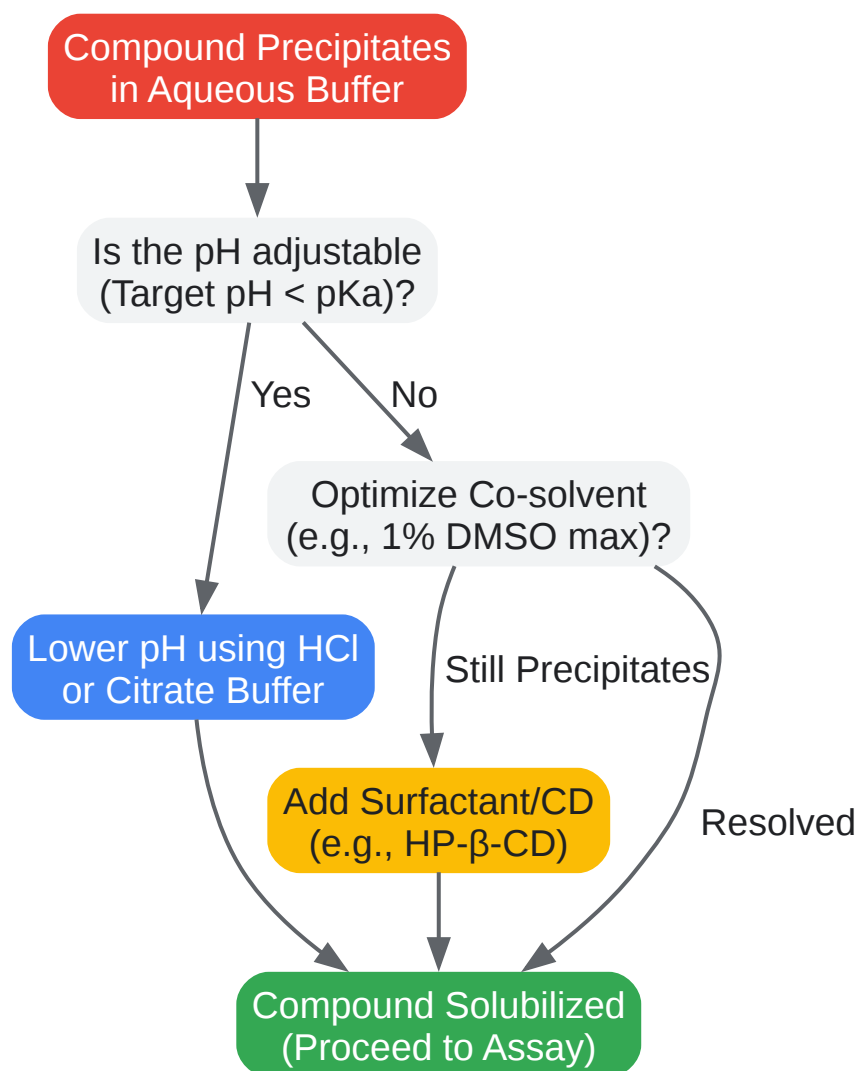 Compound Precipitates
in Aqueous Buffer
Is the pH adjustable
(Target pH < pKa)?
Yes
No
Optimize Co-solvent
(e.g., 1% DMSO max)?
Lower pH using HCl
or Citrate Buffer
Still Precipitates
Add Surfactant/CD
(e.g., HP-β-CD)
Resolved
Compound Solubilized
(Proceed to Assay)